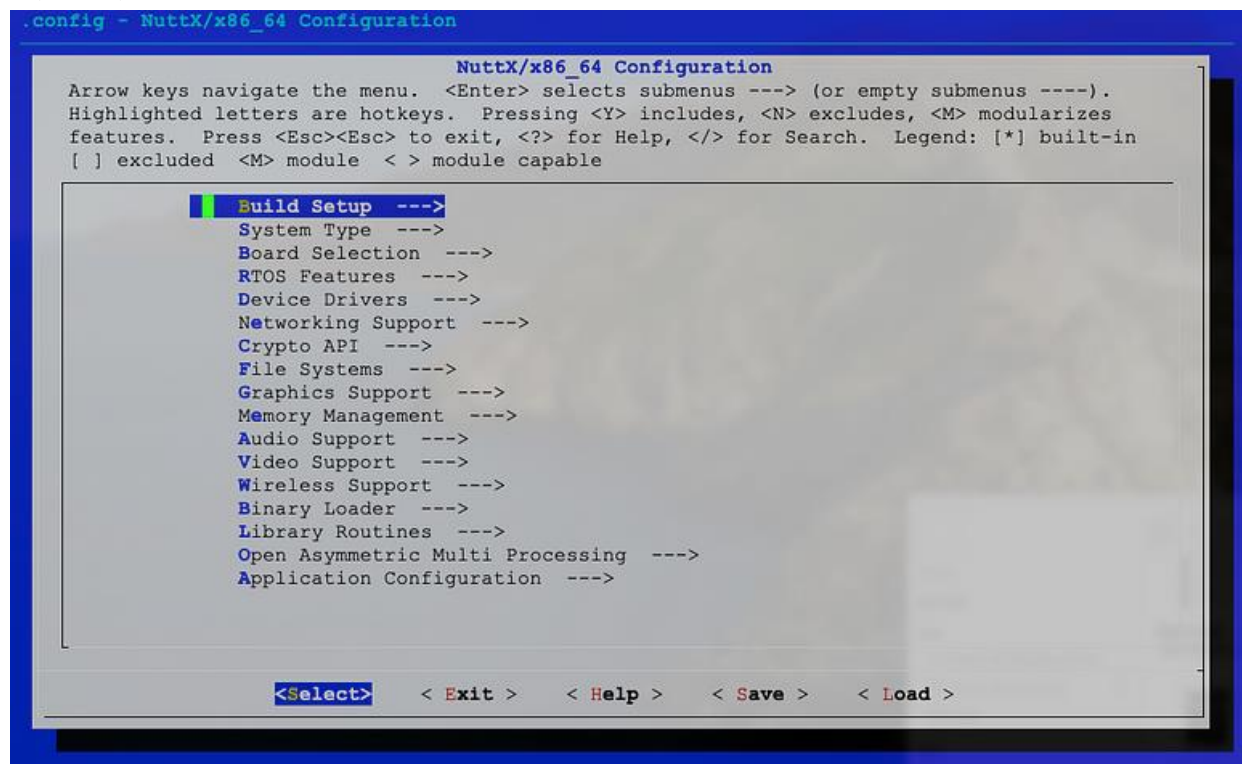 .config - NuttX/x86_64 Configuration
NuttX/x86_64 Configuration
Arrow keys navigate the menu.  <Enter> selects submenus ---> (or empty submenus ----).
Highlighted letters are hotkeys.  Pressing <Y> includes, <N> excludes, <M> modularizes
features.  Press <Esc><Esc> to exit, <?> for Help, </> for Search.  Legend: [*] built-in
[ ] excluded  <M> module  < > module capable
Build Setup  --->
System Type  --->
Board Selection  --->
RTOS Features  --->
Device Drivers  --->
Networking Support  --->
Crypto API  --->
File Systems  --->
Graphics Support  --->
Memory Management  --->
Audio Support  --->
Video Support  --->
Wireless Support  --->
Binary Loader  --->
Library Routines  --->
Open Asymmetric Multi Processing  --->
Application Configuration  --->
<Select>    < Exit >    < Help >    < Save >    < Load >